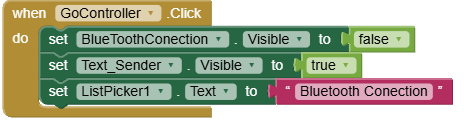 when GoController .Click
do set BlueToothConection . Visible to false
set Text_Sender . Visible to true
set ListPicker1 . Text to “ Bluetooth Conection ”